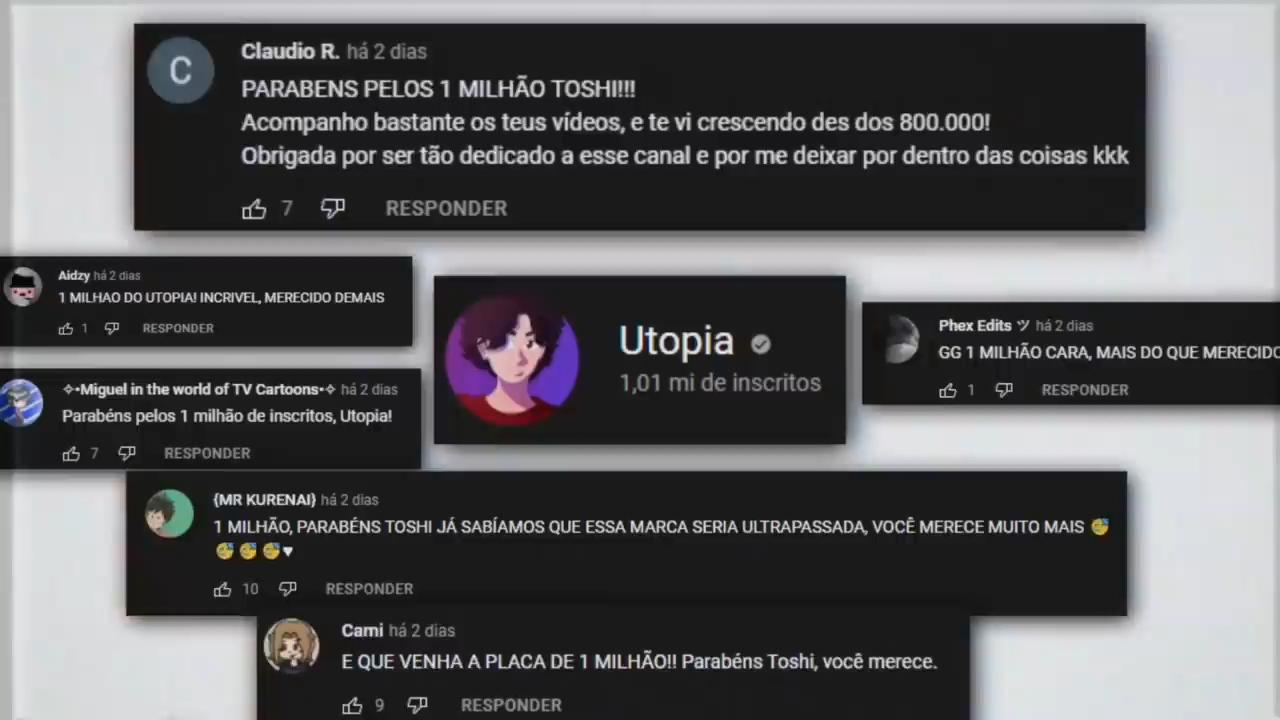 C
Claudio R. há 2 dias
PARABENS PELOS 1 MILHÃO TOSHI!!!
Acompanho bastante os teus vídeos, e te vi crescendo des dos 800.000!
Obrigada por ser tão dedicado a esse canal e por me deixar por dentro das coisas kkk
7 RESPONDER
Aidzy há 2 dias
1 MILHAO DO UTOPIA! INCRIVEL, MERECIDO DEMAIS
1 RESPONDER
Utopia
1,01 mi de inscritos
Phex Edits ツ há 2 dias
GG 1 MILHÃO CARA, MAIS DO QUE MERECIDO
1 RESPONDER
✧•Miguel in the world of TV Cartoons•✧ há 2 dias
Parabéns pelos 1 milhão de inscritos, Utopia!
7 RESPONDER
{MR KURENAI} há 2 dias
1 MILHÃO, PARABÉNS TOSHI JÁ SABÍAMOS QUE ESSA MARCA SERIA ULTRAPASSADA, VOCÊ MERECE MUITO MAIS 🥳
🥳🥳🥳♥
10 RESPONDER
Cami há 2 dias
E QUE VENHA A PLACA DE 1 MILHÃO!! Parabéns Toshi, você merece.
9 RESPONDER